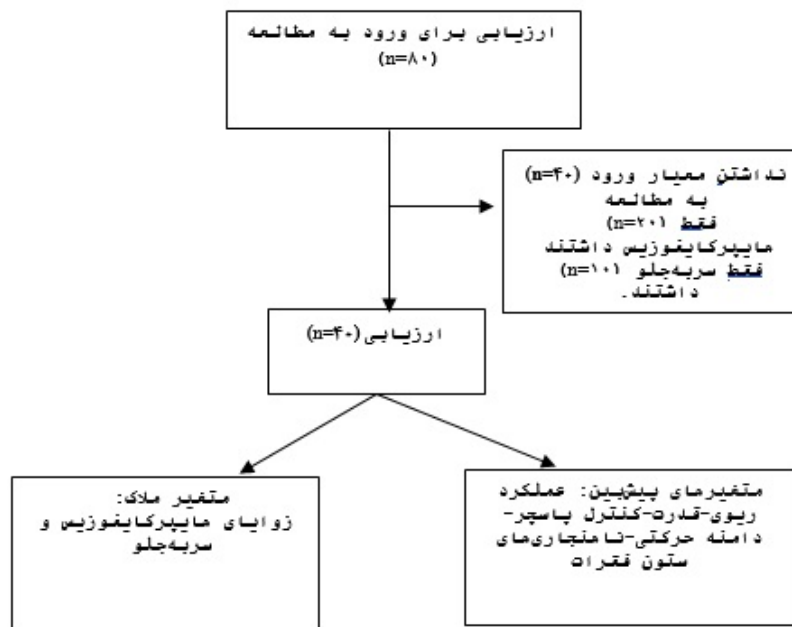 ارزیابی برای ورود به مطالعه
(n=۸۰)
نداشتن معیار ورود (n=۴۰)
به مطالعه
فقط (n=۲۰)
هایپرکایفوزیس داشتند
فقط سربه‌جلو (n=۱۰)
داشتند.
ارزیابی (n=۴۰)
متغیرهای پیش‌بین: عملکرد
ریوی-قدرت-کنترل پاسچر-
دامنه حرکتی-ناهنجاری‌های
ستون فقرات
متغیر ملاک:
زوایای هایپرکایفوزیس و
سربه‌جلو